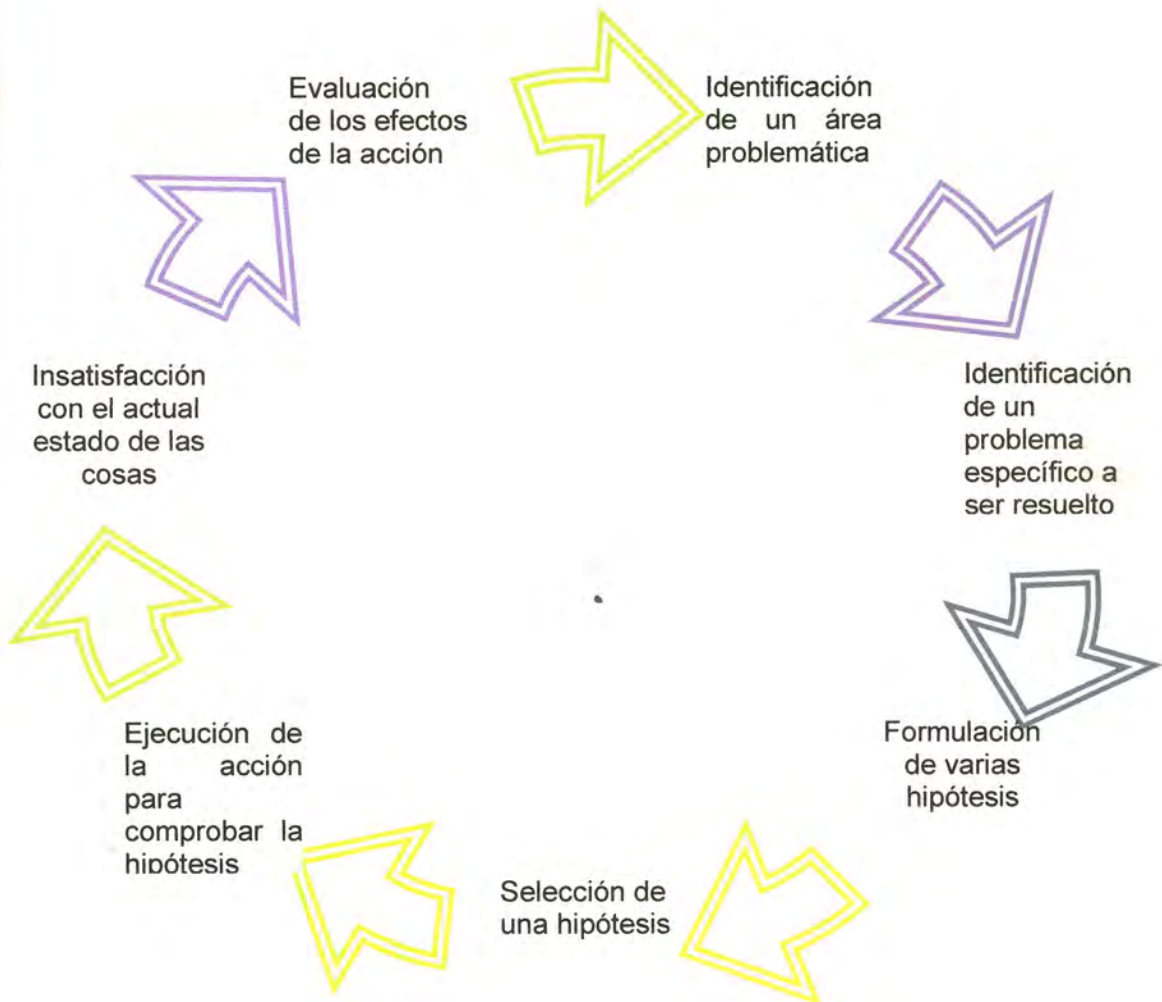 Evaluación
de los efectos
de la acción
Identificación
de un área
problemática
Identificación
de un
problema
específico a
ser resuelto
Formulación
de varias
hipótesis
Selección de
una hipótesis
Ejecución de
la acción
para
comprobar la
hipótesis
Insatisfacción
con el actual
estado de las
cosas